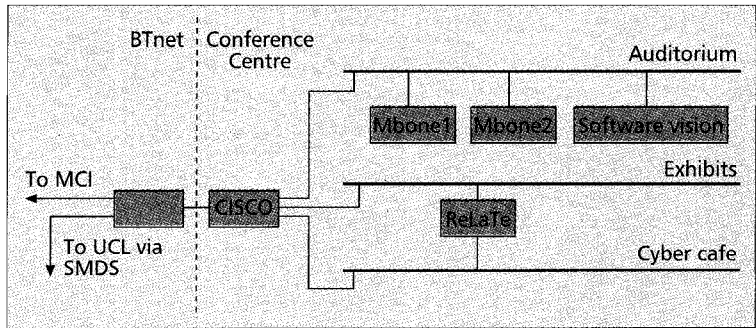 BTnet
Conference
Centre
Auditorium
Mbone1
Mbone2
Software vision
To MCI
CISCO
Exhibits
ReLaTe
To UCL via
SMDS
Cyber cafe